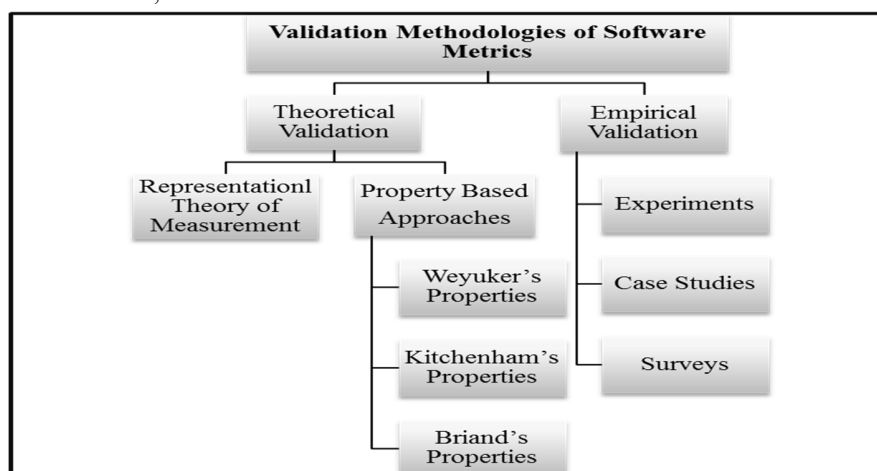 Validation Methodologies of Software
Metrics
Theoretical
Validation
Empirical
Validation
Representationl
Theory of
Measurement
Property Based
Approaches
Experiments
Weyuker's
Properties
Case Studies
Kitchenham's
Properties
Surveys
Briand's
Properties